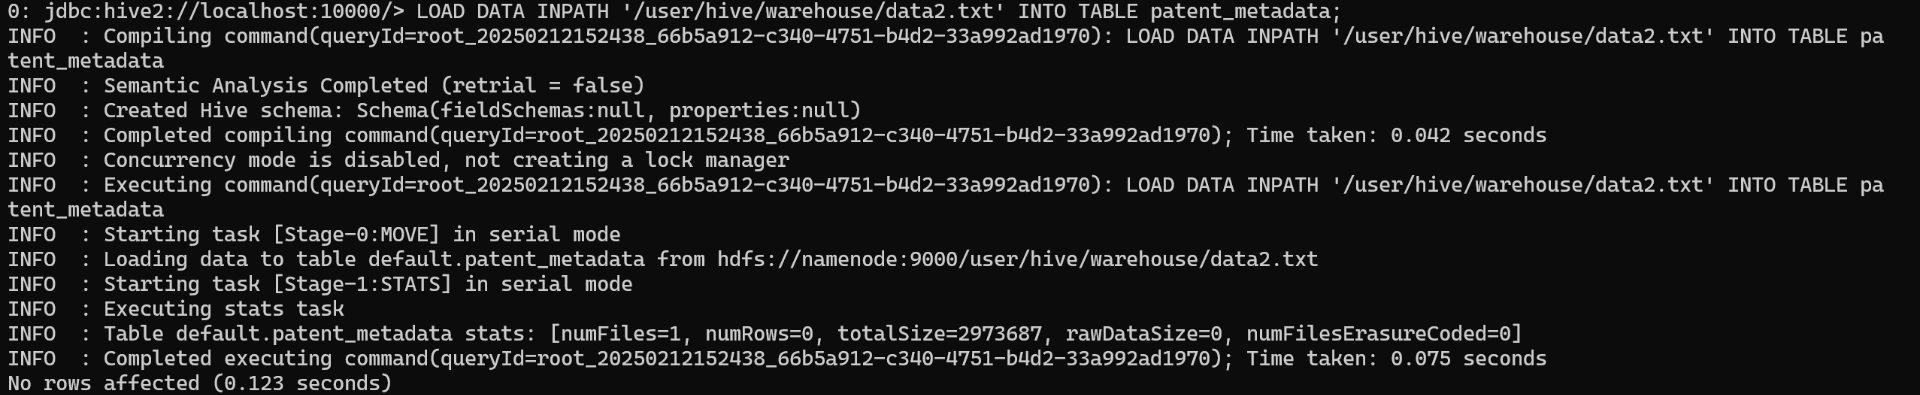 0: jdbc:hive2://localhost:10000/> LOAD DATA INPATH '/user/hive/warehouse/data2.txt' INTO TABLE patent_metadata;
INFO  : Compiling command(queryId=root_20250212152438_66b5a912-c340-4751-b4d2-33a992ad1970): LOAD DATA INPATH '/user/hive/warehouse/data2.txt' INTO TABLE pa
tent_metadata
INFO  : Semantic Analysis Completed (retrial = false)
INFO  : Created Hive schema: Schema(fieldSchemas:null, properties:null)
INFO  : Completed compiling command(queryId=root_20250212152438_66b5a912-c340-4751-b4d2-33a992ad1970); Time taken: 0.042 seconds
INFO  : Concurrency mode is disabled, not creating a lock manager
INFO  : Executing command(queryId=root_20250212152438_66b5a912-c340-4751-b4d2-33a992ad1970): LOAD DATA INPATH '/user/hive/warehouse/data2.txt' INTO TABLE pa
tent_metadata
INFO  : Starting task [Stage-0:MOVE] in serial mode
INFO  : Loading data to table default.patent_metadata from hdfs://namenode:9000/user/hive/warehouse/data2.txt
INFO  : Starting task [Stage-1:STATS] in serial mode
INFO  : Executing stats task
INFO  : Table default.patent_metadata stats: [numFiles=1, numRows=0, totalSize=2973687, rawDataSize=0, numFilesErasureCoded=0]
INFO  : Completed executing command(queryId=root_20250212152438_66b5a912-c340-4751-b4d2-33a992ad1970); Time taken: 0.075 seconds
No rows affected (0.123 seconds)